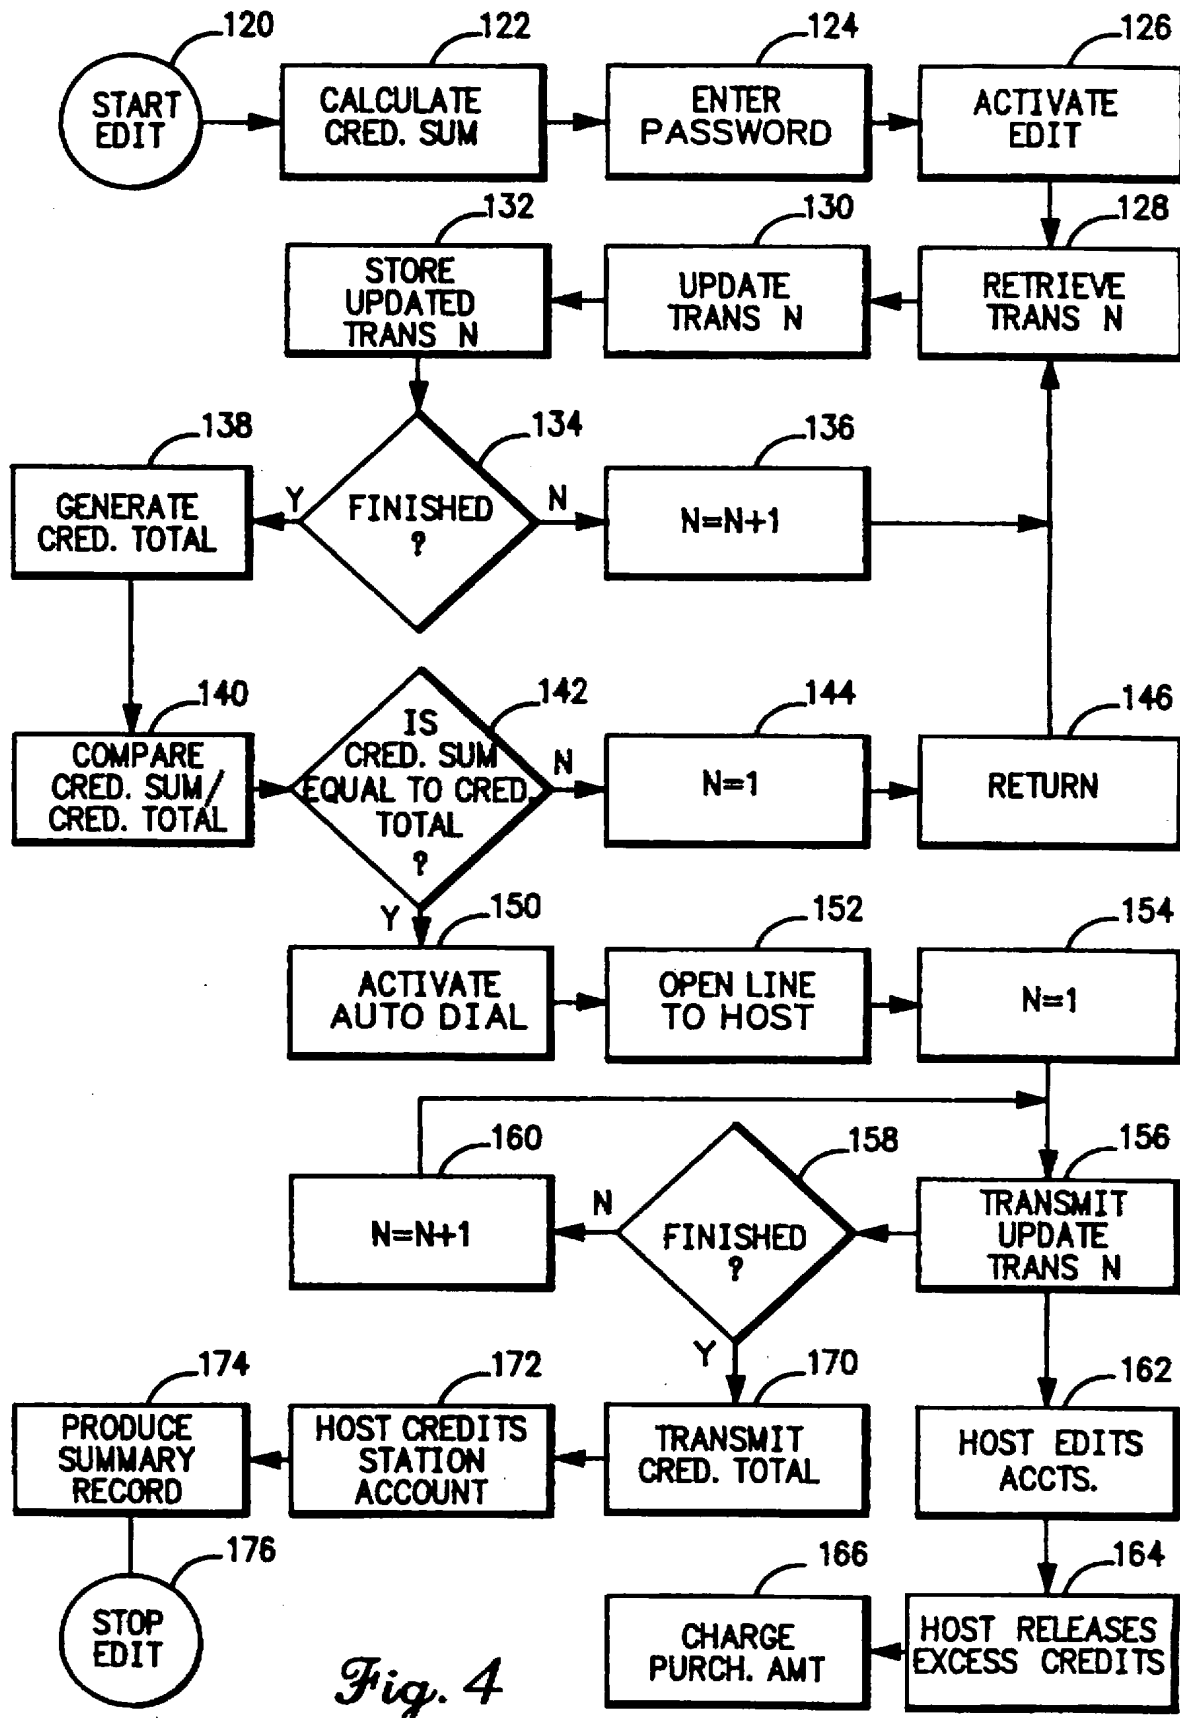 120
START
EDIT
122
CALCULATE
CRED. SUM
124
ENTER
PASSWORD
126
ACTIVATE
EDIT
132
STORE
UPDATED
TRANS N
130
UPDATE
TRANS N
128
RETRIEVE
TRANS N
138
GENERATE
CRED. TOTAL
Y
134
FINISHED
?
N
136
N=N+1
140
COMPARE
CRED. SUM/
CRED. TOTAL
142
IS
CRED. SUM
EQUAL TO CRED.
TOTAL
?
N
Y
144
N=1
146
RETURN
150
ACTIVATE
AUTO DIAL
152
OPEN LINE
TO HOST
154
N=1
160
N=N+1
N
158
FINISHED
?
Y
156
TRANSMIT
UPDATE
TRANS N
174
PRODUCE
SUMMARY
RECORD
172
HOST CREDITS
STATION
ACCOUNT
170
TRANSMIT
CRED. TOTAL
162
HOST EDITS
ACCTS.
176
STOP
EDIT
166
CHARGE
PURCH. AMT
164
HOST RELEASES
EXCESS CREDITS
Fig. 4